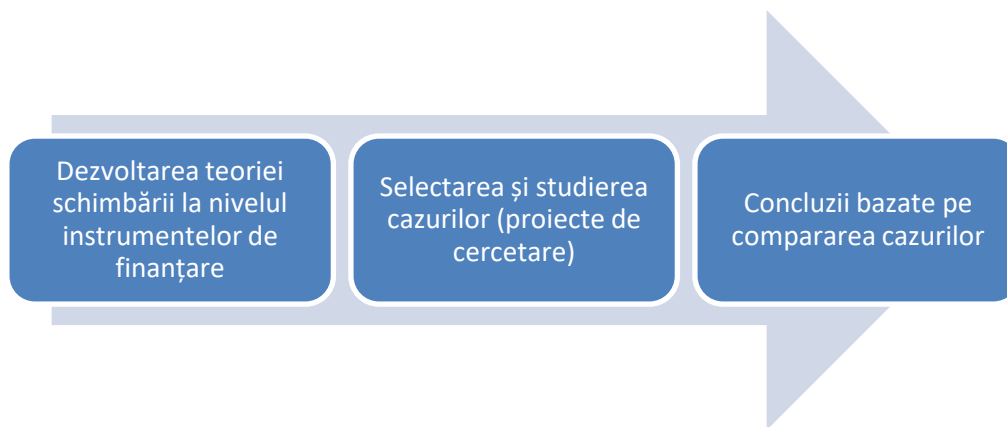 Dezvoltarea teoriei
schimbării la nivelul
instrumentelor de
finanțare
Selectarea și studierea
cazurilor (proiecte de
cercetare)
Concluzii bazate pe
compararea cazurilor